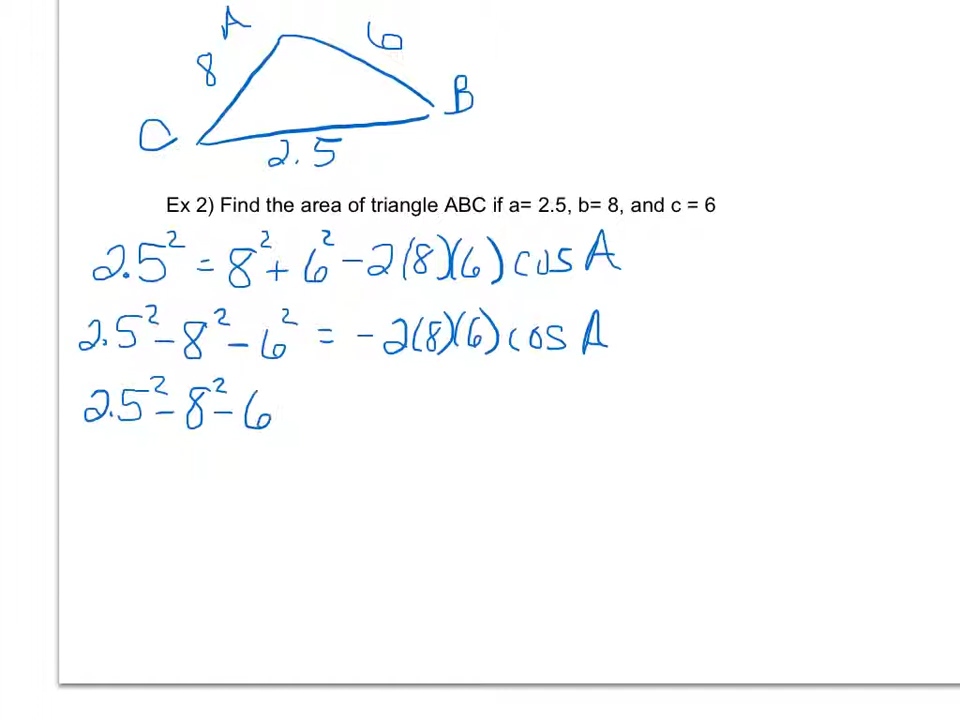 A
6
8
B
C
2.5
Ex 2) Find the area of triangle ABC if a= 2.5, b= 8, and c = 6
2.5² = 8² + 6² - 2(8)(6) cos A
2.5² - 8² - 6² = -2(8)(6) cos A
2.5² - 8² - 6